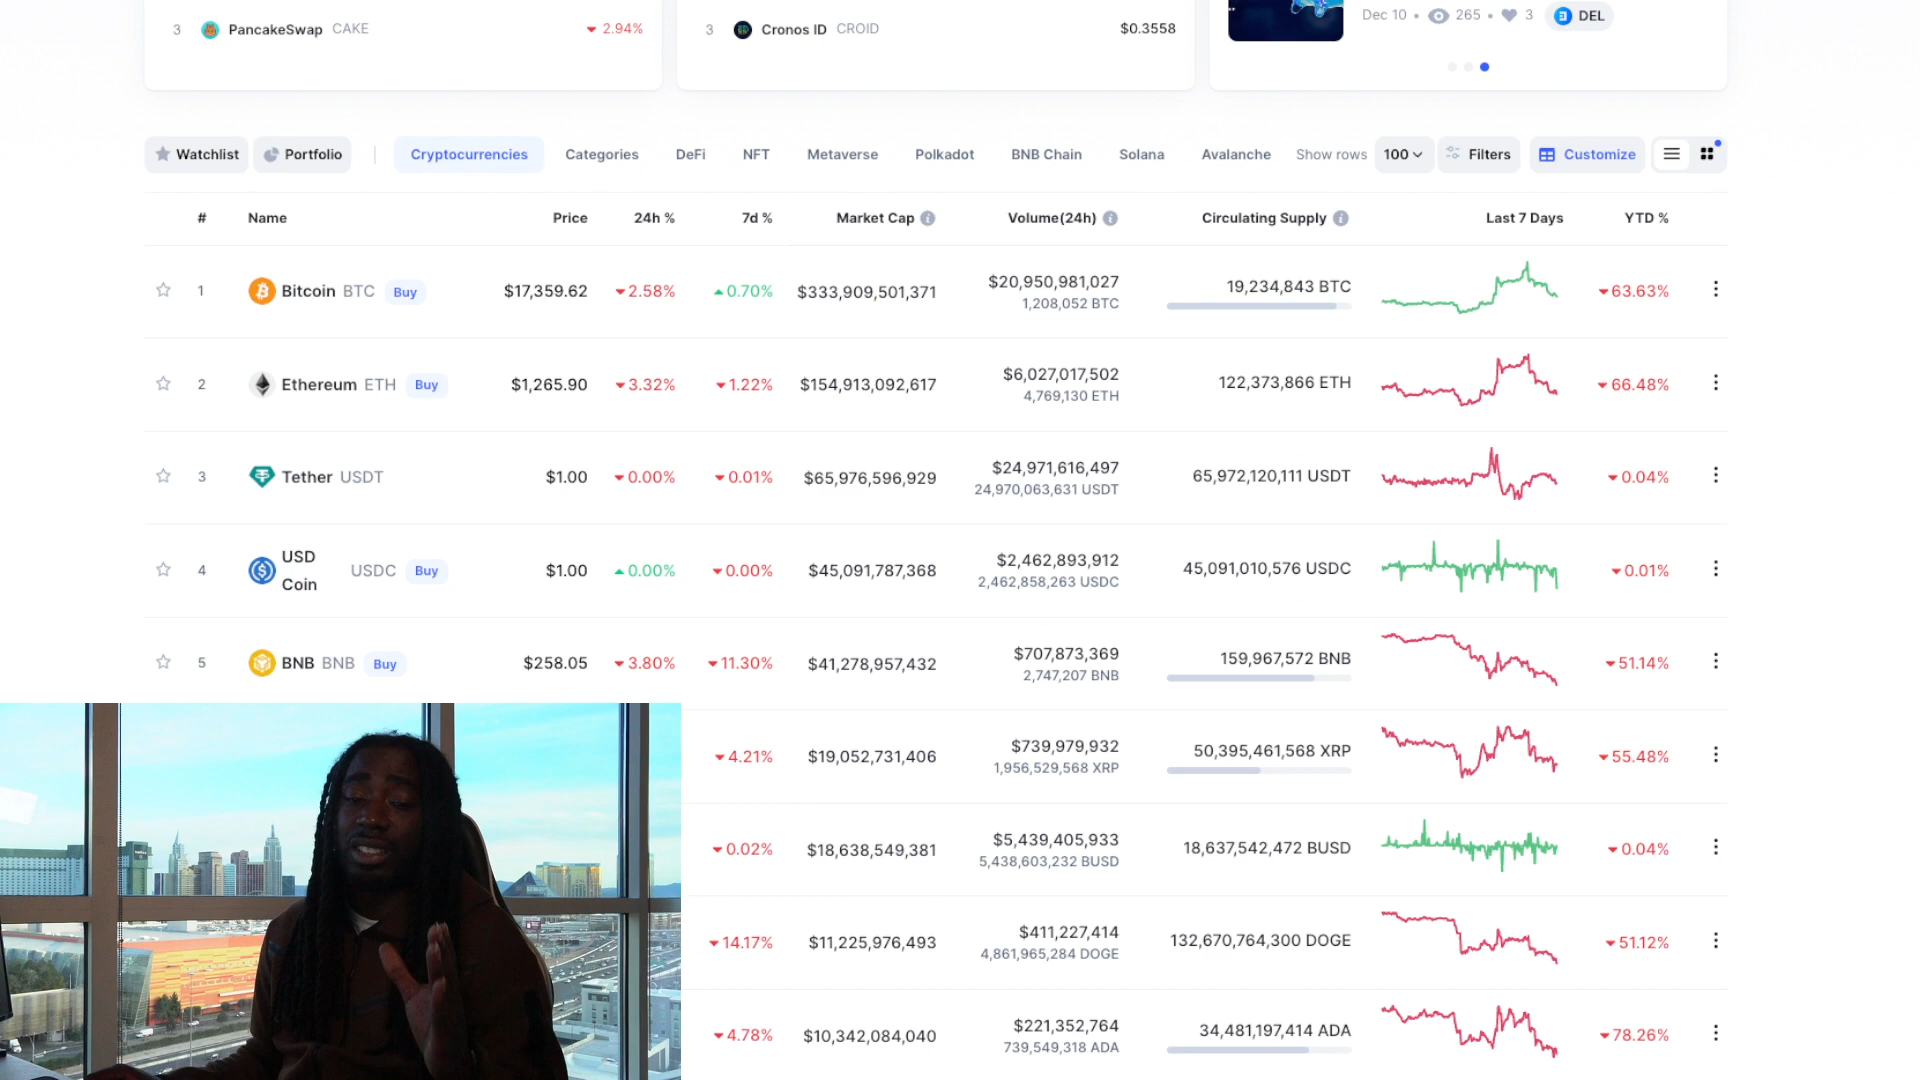 3 PancakeSwap CAKE 2.94%
3 Cronos ID CROID $0.3558
Dec 10 • 265 • 3 DEL
Watchlist Portfolio Cryptocurrencies Categories DeFi NFT Metaverse Polkadot BNB Chain Solana Avalanche Show rows 100 Filters Customize
# Name Price 24h % 7d % Market Cap Volume(24h) Circulating Supply Last 7 Days YTD %
1 Bitcoin BTC Buy $17,359.62 2.58% 0.70% $333,909,501,371 $20,950,981,027 19,234,843 BTC 63.63%
1,208,052 BTC
2 Ethereum ETH Buy $1,265.90 3.32% 1.22% $154,913,092,617 $6,027,017,502 122,373,866 ETH 66.48%
4,769,130 ETH
3 Tether USDT $1.00 0.00% 0.01% $65,976,596,929 $24,971,616,497 65,972,120,111 USDT 0.04%
24,970,063,631 USDT
4 USD Coin USDC Buy $1.00 0.00% 0.00% $45,091,787,368 $2,462,893,912 45,091,010,576 USDC 0.01%
2,462,858,263 USDC
5 BNB BNB Buy $258.05 3.80% 11.30% $41,278,957,432 $707,873,369 159,967,572 BNB 51.14%
2,747,207 BNB
4.21% $19,052,731,406 $739,979,932 50,395,461,568 XRP 55.48%
1,956,529,568 XRP
0.02% $18,638,549,381 $5,439,405,933 18,637,542,472 BUSD 0.04%
5,438,603,232 BUSD
14.17% $11,225,976,493 $411,227,414 132,670,764,300 DOGE 51.12%
4,861,965,284 DOGE
4.78% $10,342,084,040 $221,352,764 34,481,197,414 ADA 78.26%
739,549,318 ADA